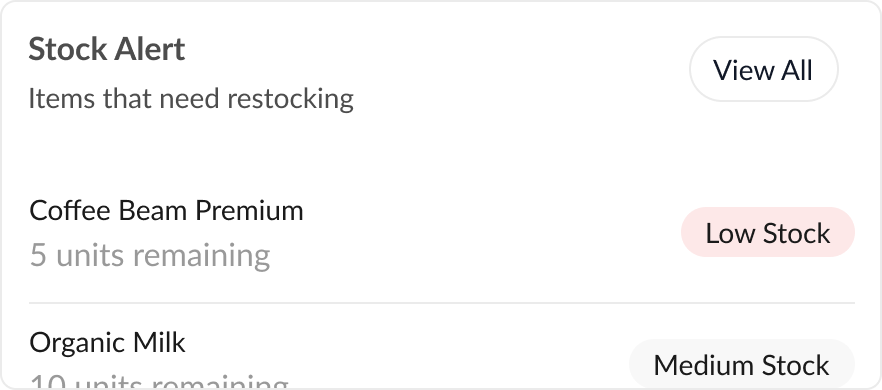 Stock Alert
View All
Items that need restocking
Coffee Beam Premium
5 units remaining
Low Stock
Organic Milk
10 units remaining
Medium Stock